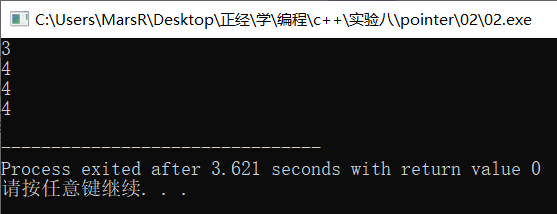 C:\Users\MarsR\Desktop\正经\学\编程\c++\实验八\pointer\02\02.exe
3
4
4
4
--------------------------------
Process exited after 3.621 seconds with return value 0
请按任意键继续. . .